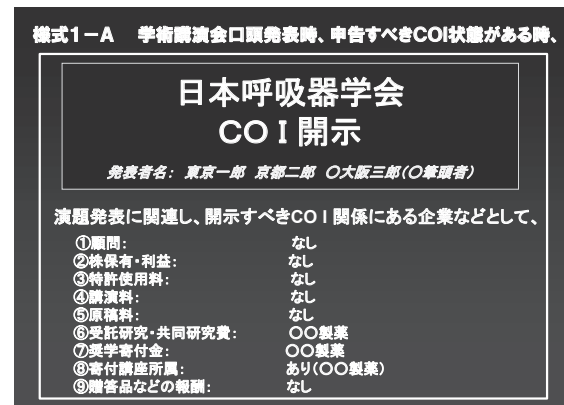 様式1-A 学術講演会口頭発表時、申告すべきCOI状態がある時、
日本呼吸器学会
CO I 開示
発表者名: 東京一郎 京都二郎 ○大阪三郎(○筆頭者)
演題発表に関連し、開示すべきCO I 関係にある企業などとして、
①顧問: なし
②株保有・利益: なし
③特許使用料: なし
④講演料: なし
⑤原稿料: なし
⑥受託研究・共同研究費: ○○製薬
⑦奨学寄付金: ○○製薬
⑧寄付講座所属: あり(○○製薬)
⑨贈答品などの報酬: なし